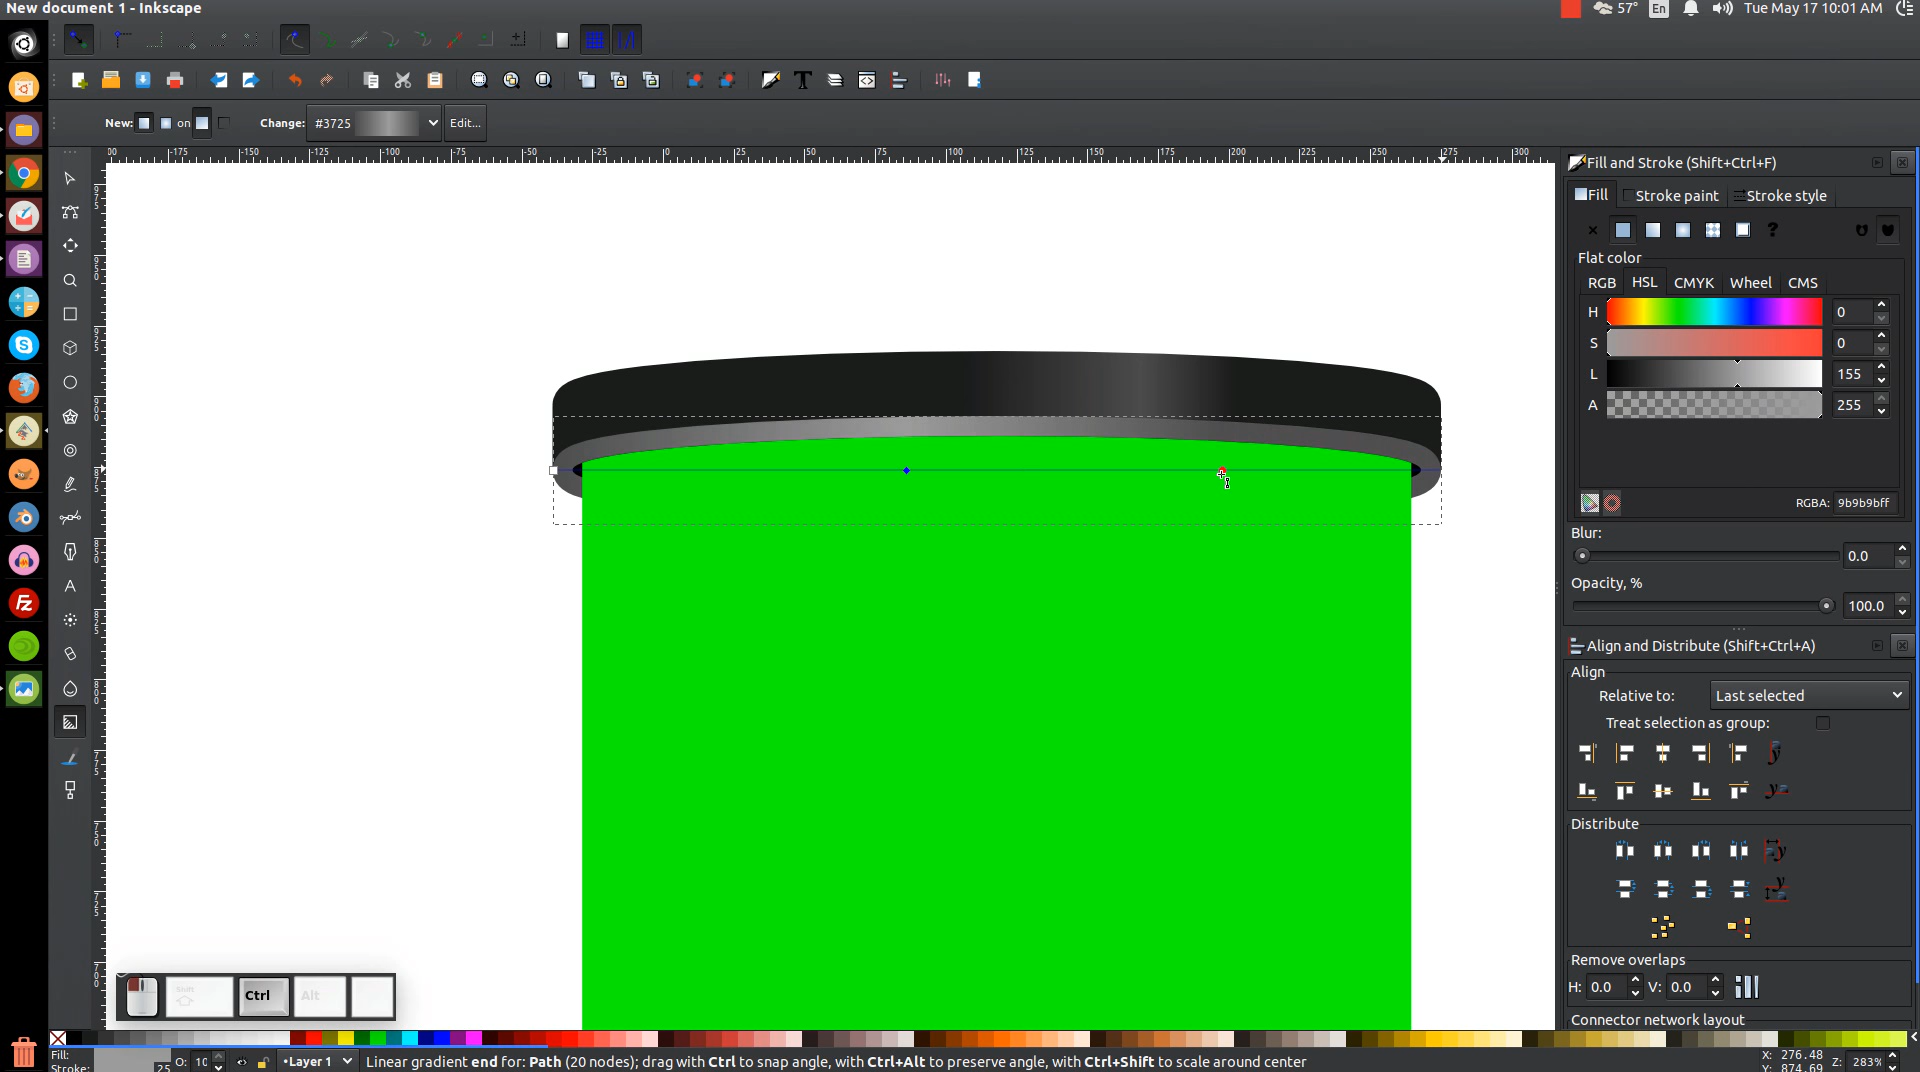 New document 1 - Inkscape
57° En Tue May 17 10:01 AM
New: on Change: #3725 Edit...
Fill and Stroke (Shift+Ctrl+F)
Fill Stroke paint Stroke style
Flat color
RGB HSL CMYK Wheel CMS
H 0
S 0
L 155
A 255
RGBA: 9b9b9bff
Blur:
0.0
Opacity, %
100.0
Align and Distribute (Shift+Ctrl+A)
Align
Relative to: Last selected
Treat selection as group:
Distribute
Remove overlaps
H: 0.0 V: 0.0
Connector network layout
Shift Ctrl Alt
Fill:
Stroke: 25 O: 10 •Layer 1 Linear gradient end for: Path (20 nodes); drag with Ctrl to snap angle, with Ctrl+Alt to preserve angle, with Ctrl+Shift to scale around center
X: 276.48
Y: 874.69
Z: 283%